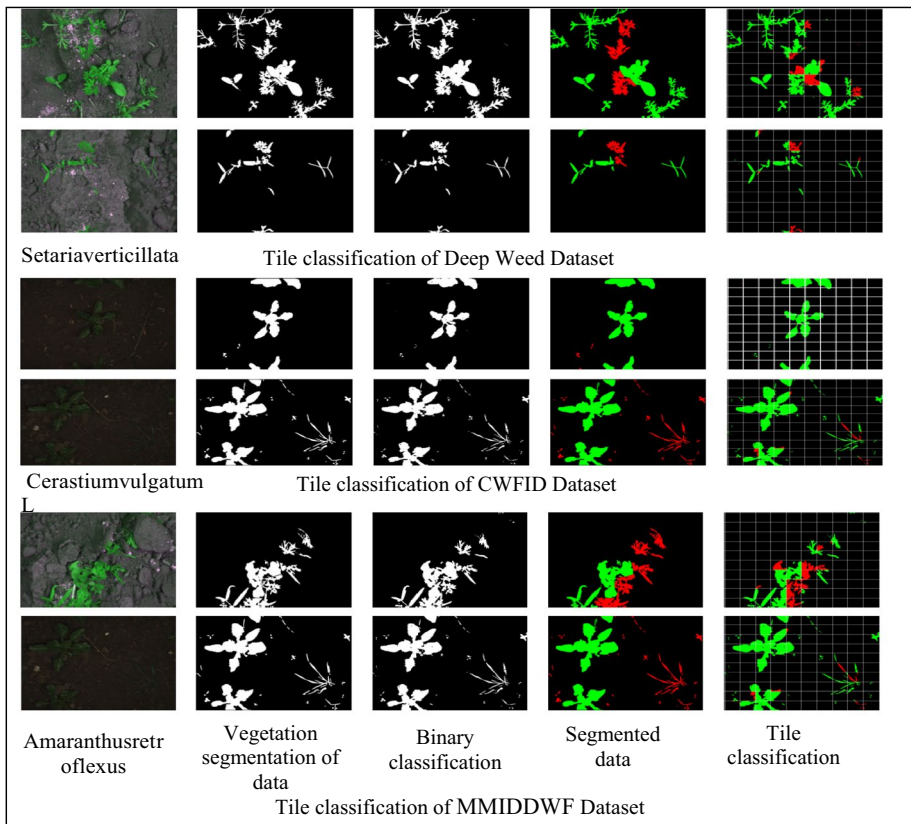 Setariaverticillata
Tile classification of Deep Weed Dataset
Cerastiumvulgatum
L
Tile classification of CWFID Dataset
Amaranthusretr
oflexus
Vegetation
segmentation of
data
Binary
classification
Segmented
data
Tile
classification
Tile classification of MMIDDWF Dataset